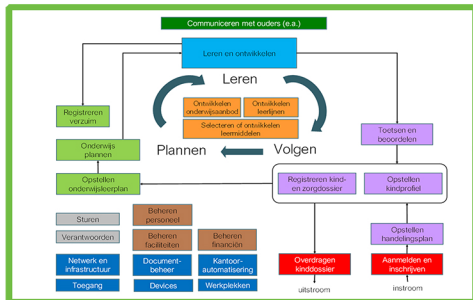 Communiceren met ouders (e.a.)
Leren en ontwikkelen
Leren
Ontwikkelen
onderwijsaanbod
Ontwikkelen
leerlijnen
Registreren
verzuim
Selecteren of ontwikkelen
leermiddelen
Toetsen en
beoordelen
Onderwijs
plannen
Plannen
Volgen
Opstellen
onderwijsleerplan
Registreren kind-
en zorgdossier
Opstellen
kindprofiel
Sturen
Beheren
personeel
Verantwoorden
Beheren
faciliteiten
Beheren
financiën
Opstellen
handelingsplan
Netwerk en
infrastructuur
Document-
beheer
Kantoor-
automatisering
Overdragen
kinddossier
Aanmelden en
inschrijven
Toegang
Devices
Werkplekken
uitstroom
instroom